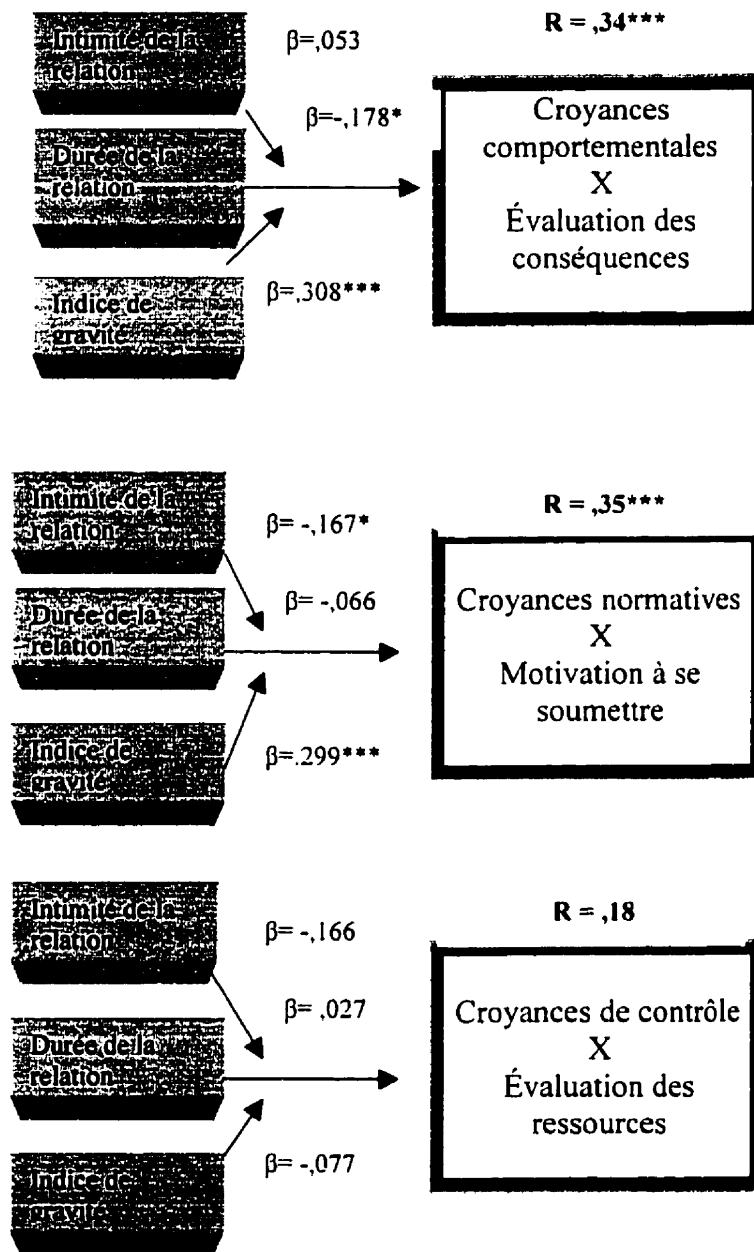 Intimité de la
relation
β=,053
R = ,34***
β=-,178*
Durée de la
relation
Croyances
comportementales
X
Évaluation des
conséquences
β=,308***
Indice de
gravité
Intimité de la
relation
β= -,167*
R = ,35***
β= -,066
Durée de la
relation
Croyances normatives
X
Motivation à se
soumettre
β=.299***
Indice de
gravité
Intimité de la
relation
β= -,166
R = ,18
β= ,027
Durée de la
relation
Croyances de contrôle
X
Évaluation des
ressources
β= -,077
Indice de
gravité